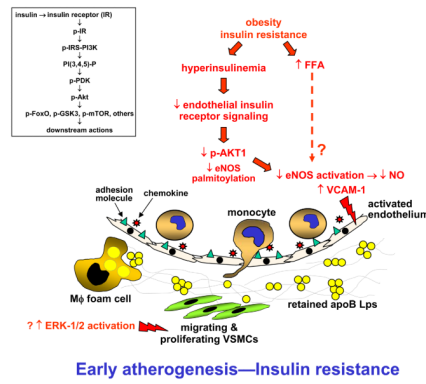 insulin → insulin receptor (IR)
↓
p-IR
↓
p-IRS-PI3K
↓
PI(3,4,5)-P
↓
p-PDK
↓
p-Akt
↓
p-FoxO, p-GSK3, p-mTOR, others
↓
downstream actions
obesity
insulin resistance
hyperinsulinemia
↑ FFA
↓ endothelial insulin
receptor signaling
↓ p-AKT1
↓ eNOS
palmitoylation
?
↓ eNOS activation → ↓ NO
↑ VCAM-1
adhesion
molecule
chemokine
monocyte
activated
endothelium
Mϕ foam cell
retained apoB Lps
? ↑ ERK-1/2 activation
migrating &
proliferating VSMCs
Early atherogenesis—Insulin resistance